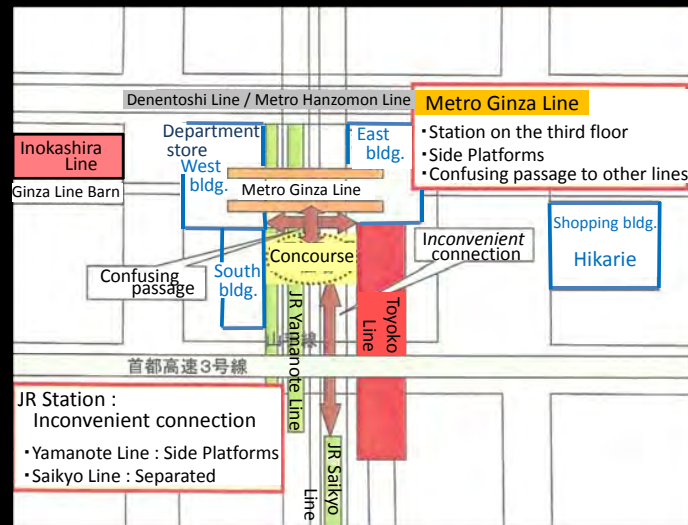 Denentoshi Line / Metro Hanzomon Line
Metro Ginza Line
・Station on the third floor
・Side Platforms
・Confusing passage to other lines
Inokashira
Line
Ginza Line Barn
Department
store
West
bldg.
East
bldg.
Metro Ginza Line
Shopping bldg.
Hikarie
Inconvenient
connection
Confusing
passage
South
bldg.
Concourse
JR Yamanote Line
Toyoko
Line
首都高速3号線
JR Station :
Inconvenient connection
・Yamanote Line : Side Platforms
・Saikyo Line : Separated
JR Saikyo
Line